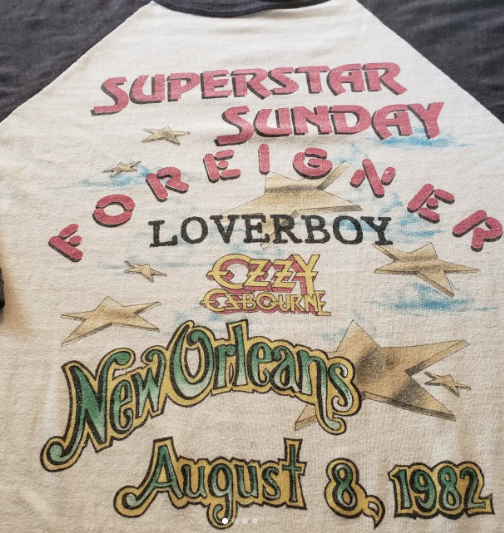 SUPERSTAR
SUNDAY
FOREIGNER
LOVERBOY
OZZY
OSBOURNE
New Orleans
August 8, 1982